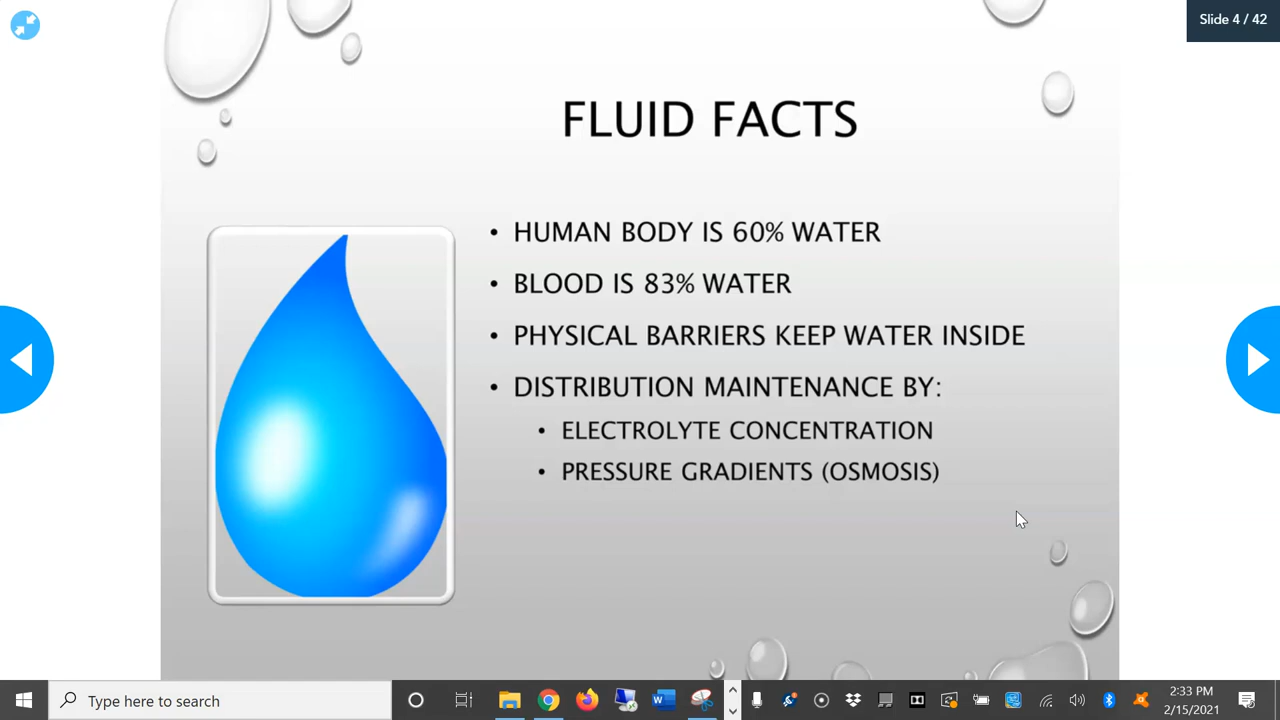 Slide 4 / 42
FLUID FACTS
• HUMAN BODY IS 60% WATER
• BLOOD IS 83% WATER
• PHYSICAL BARRIERS KEEP WATER INSIDE
• DISTRIBUTION MAINTENANCE BY:
• ELECTROLYTE CONCENTRATION
• PRESSURE GRADIENTS (OSMOSIS)
Type here to search
2:33 PM
2/15/2021